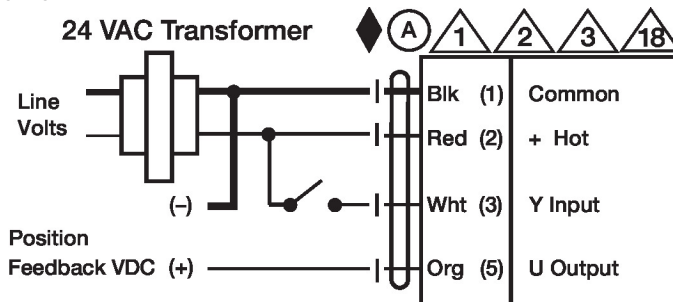 24 VAC Transformer
A 1 2 3 18
Line
Volts
Blk (1) Common
Red (2) + Hot
(–)
Wht (3) Y Input
Position
Feedback VDC (+)
Org (5) U Output